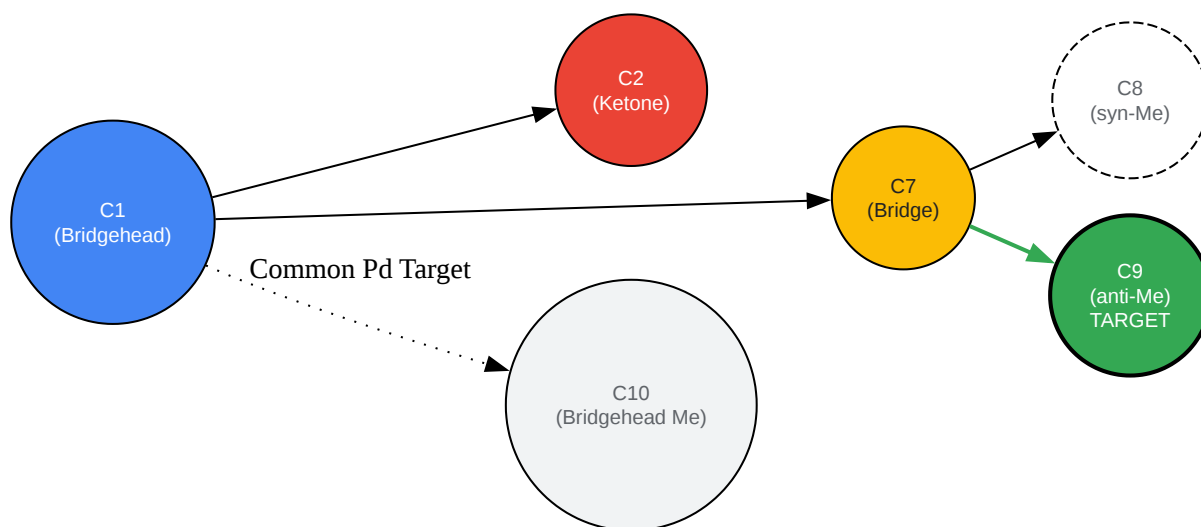 C1
(Bridgehead)
C2
(Ketone)
C7
(Bridge)
C8
(syn-Me)
C9
(anti-Me)
TARGET
Common Pd Target
C10
(Bridgehead Me)